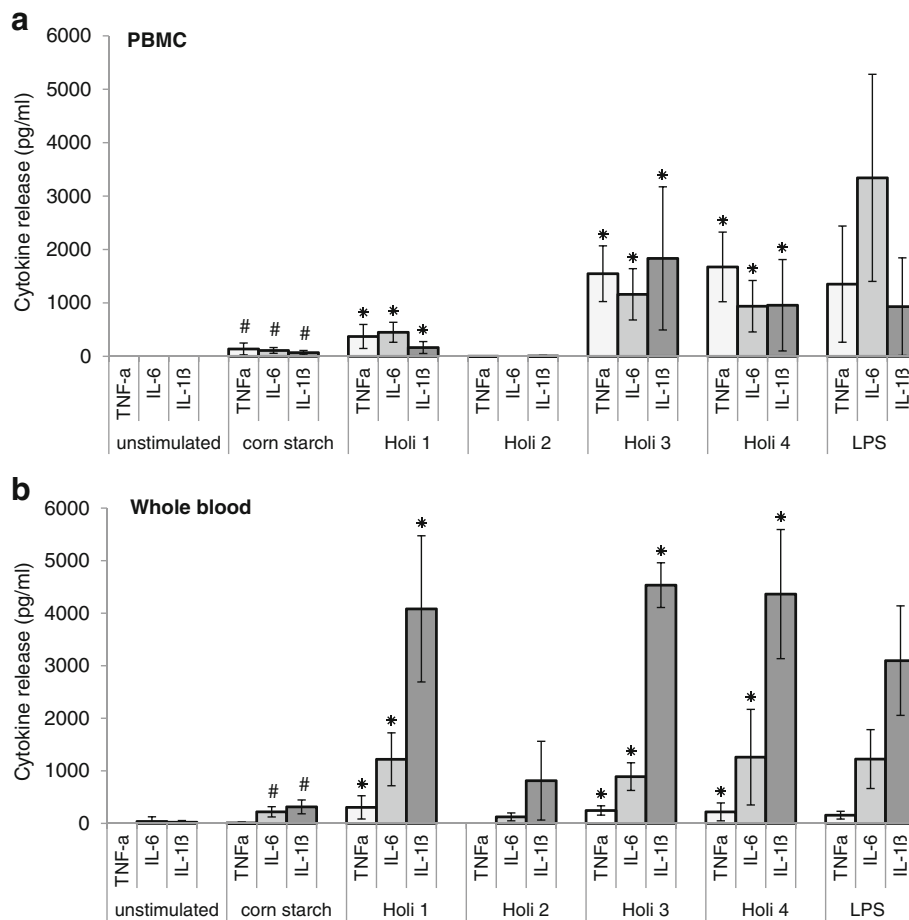 a
PBMC
6000
5000
4000
3000
2000
1000
0
Cytokine release (pg/ml)
# # #
* * *
* * *
* * *
TNF-a IL-6 IL-1ß TNFa IL-6 IL-1ß TNFa IL-6 IL-1ß TNFa IL-6 IL-1ß TNFa IL-6 IL-1ß TNFa IL-6 IL-1ß TNFa IL-6 IL-1ß
unstimulated corn starch Holi 1 Holi 2 Holi 3 Holi 4 LPS
b
Whole blood
6000
5000
4000
3000
2000
1000
0
Cytokine release (pg/ml)
# #
* * *
* * *
* * *
TNF-a IL-6 IL-1ß TNFa IL-6 IL-1ß TNFa IL-6 IL-1ß TNF-a IL-6 IL-1ß TNFa IL-6 IL-1ß TNFa IL-6 IL-1ß TNFa IL-6 IL-1ß
unstimulated corn starch Holi 1 Holi 2 Holi 3 Holi 4 LPS